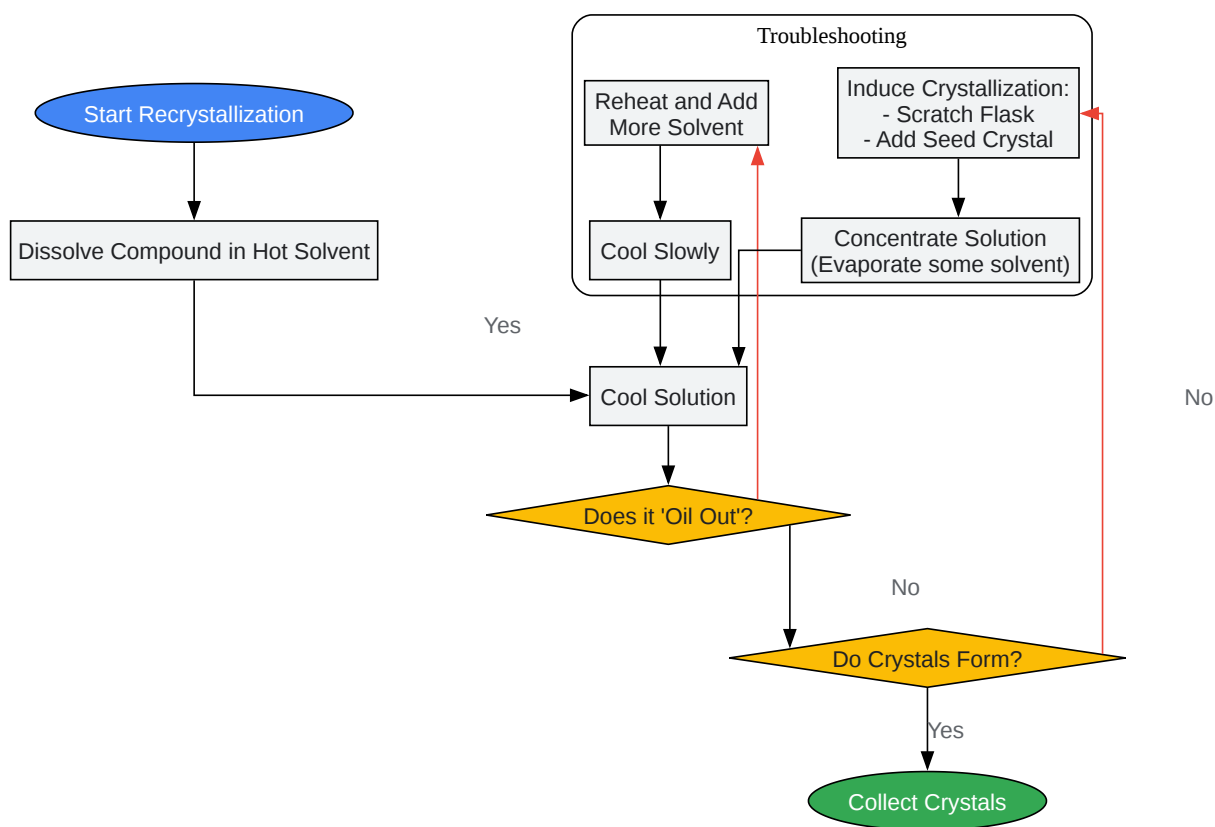 Troubleshooting
Start Recrystallization
Reheat and Add
More Solvent
Induce Crystallization:
- Scratch Flask
- Add Seed Crystal
Dissolve Compound in Hot Solvent
Cool Slowly
Concentrate Solution
(Evaporate some solvent)
Yes
Cool Solution
No
Does it 'Oil Out'?
No
Do Crystals Form?
Yes
Collect Crystals